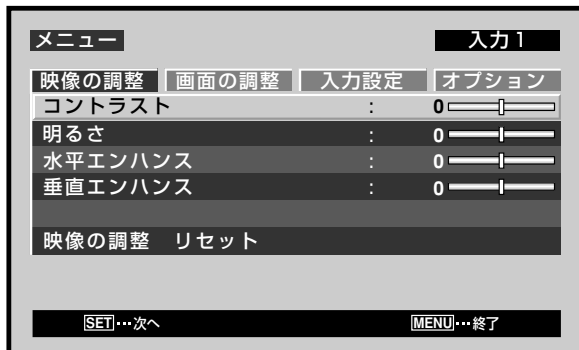 メニュー 入力1
映像の調整 画面の調整 入力設定 オプション
コントラスト : 0
明るさ : 0
水平エンハンス : 0
垂直エンハンス : 0
映像の調整 リセット
SET…次へ MENU…終了